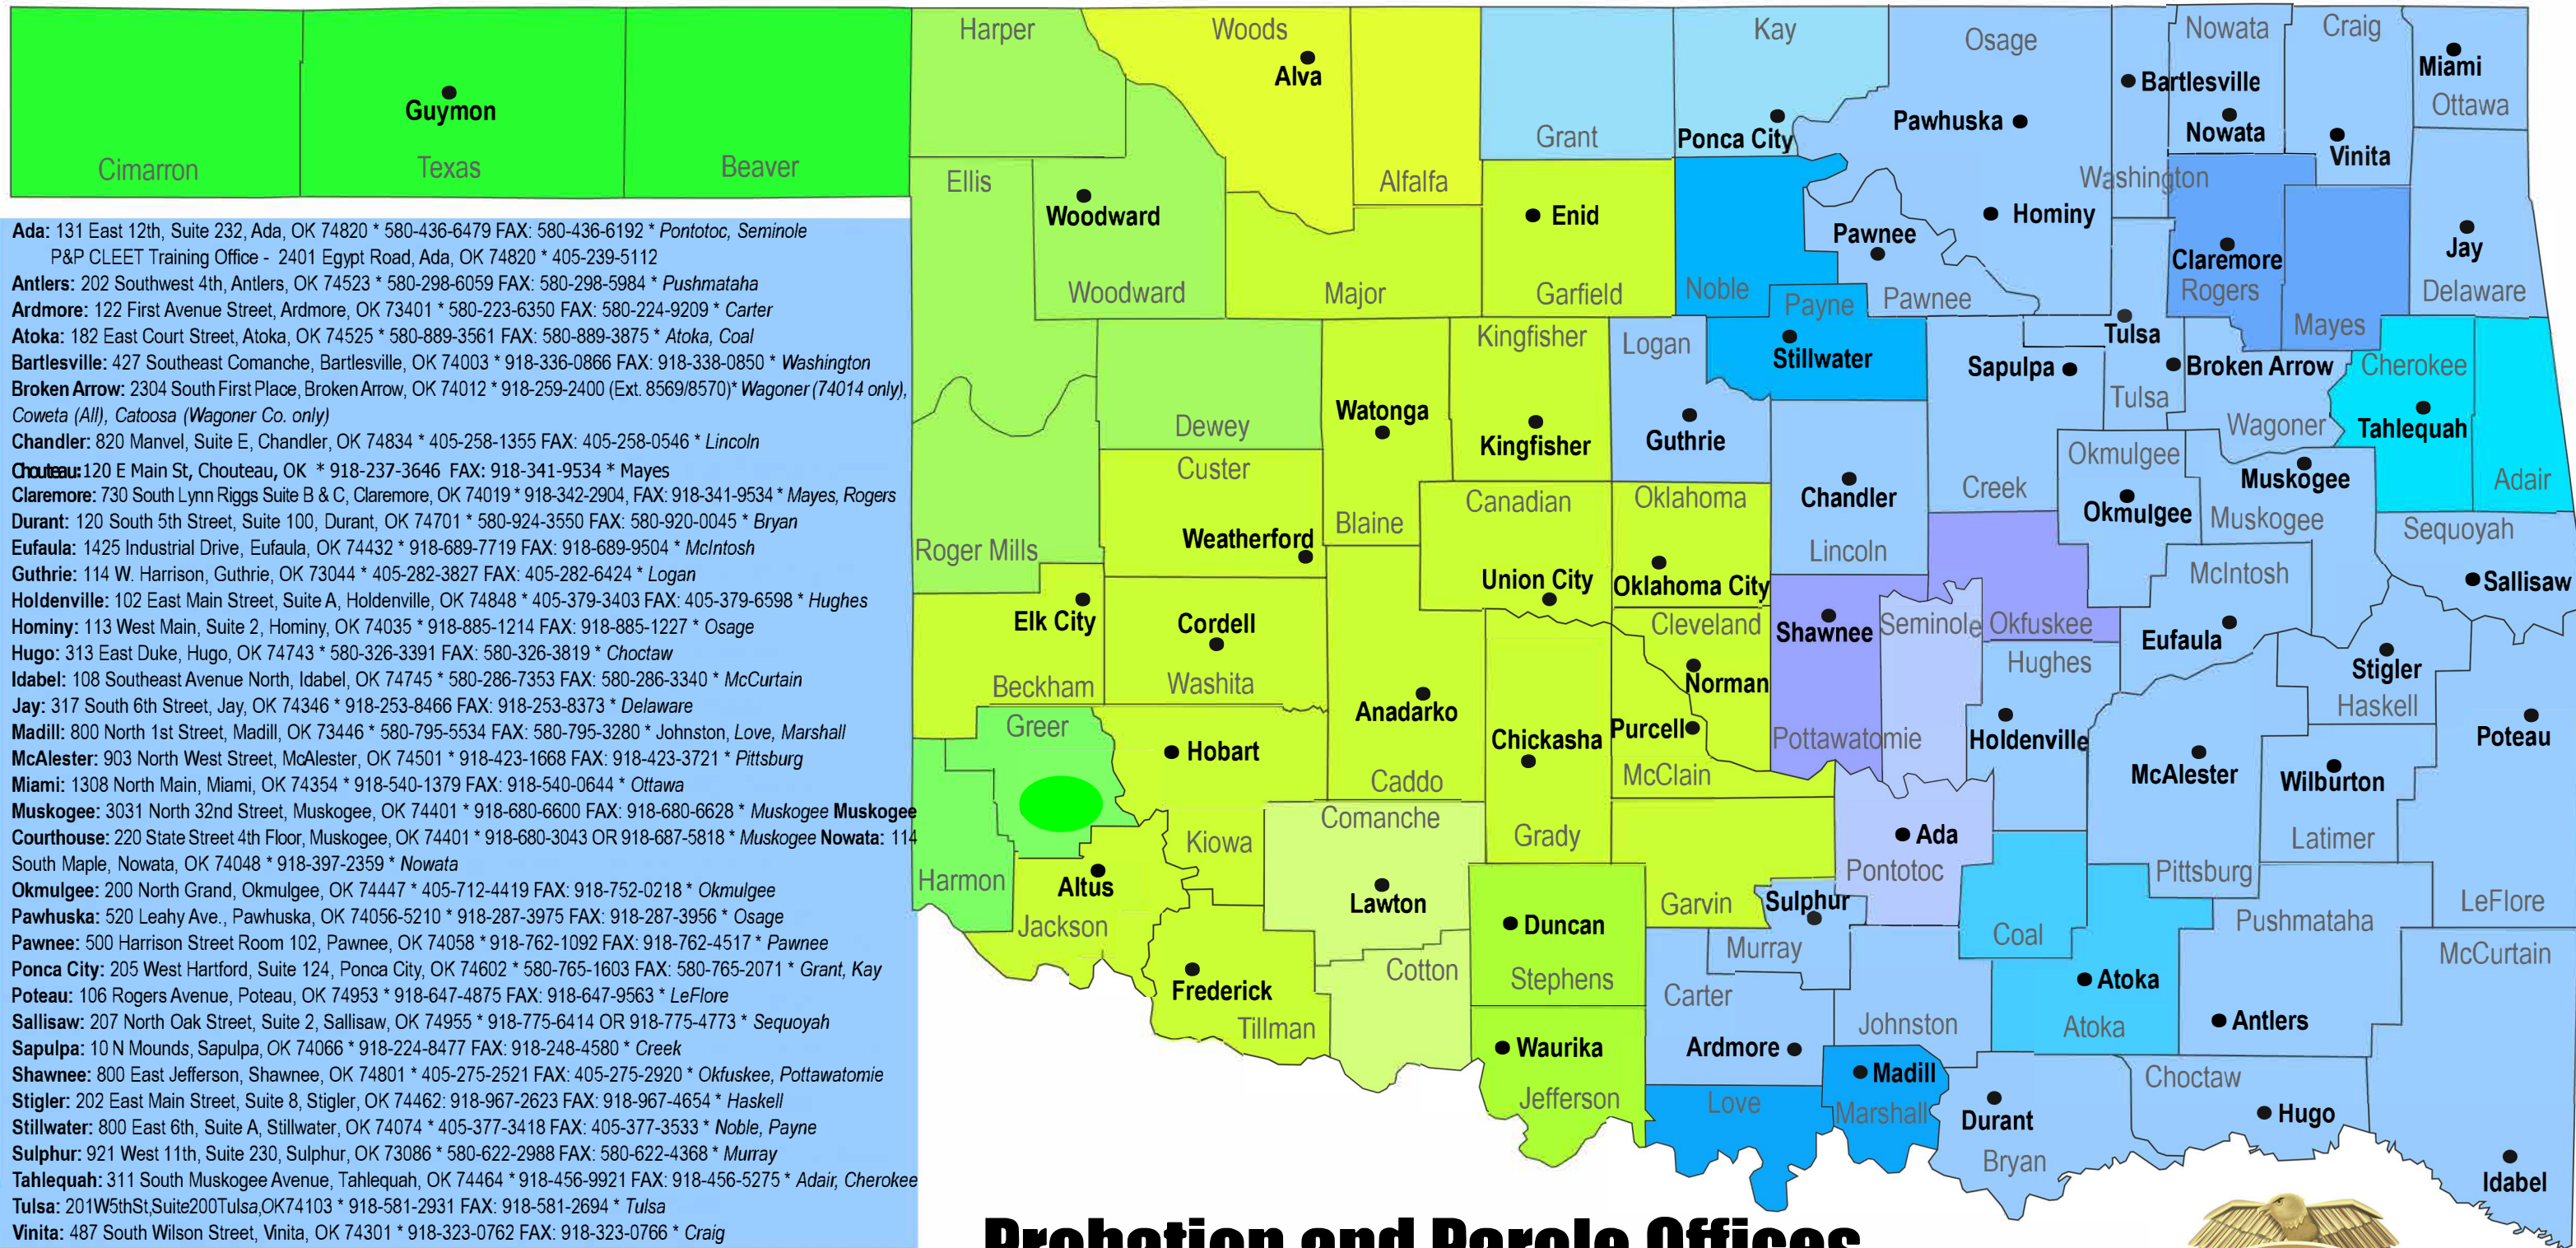 Ada: 131 East 12th, Suite 232, Ada, OK 74820 * 580-436-6479 FAX: 580-436-6192 * Pontotoc, Seminole
P&P CLEET Training Office - 2401 Egypt Road, Ada, OK 74820 * 405-239-5112
Antlers: 202 Southwest 4th, Antlers, OK 74523 * 580-298-6059 FAX: 580-298-5984 * Pushmataha
Ardmore: 122 First Avenue Street, Ardmore, OK 73401 * 580-223-6350 FAX: 580-224-9209 * Carter
Atoka: 182 East Court Street, Atoka, OK 74525 * 580-889-3561 FAX: 580-889-3875 * Atoka, Coal
Bartlesville: 427 Southeast Comanche, Bartlesville, OK 74003 * 918-336-0866 FAX: 918-338-0850 * Washington
Broken Arrow: 2304 South First Place, Broken Arrow, OK 74012 * 918-259-2400 (Ext. 8569/8570)* Wagoner (74014 only),
Coweta (All), Catoosa (Wagoner Co. only)
Chandler: 820 Manvel, Suite E, Chandler, OK 74834 * 405-258-1355 FAX: 405-258-0546 * Lincoln
Chouteau: 120 E Main St, Chouteau, OK * 918-237-3646 FAX: 918-341-9534 * Mayes
Claremore: 730 South Lynn Riggs Suite B & C, Claremore, OK 74019 * 918-342-2904, FAX: 918-341-9534 * Mayes, Rogers
Durant: 120 South 5th Street, Suite 100, Durant, OK 74701 * 580-924-3550 FAX: 580-920-0045 * Bryan
Eufaula: 1425 Industrial Drive, Eufaula, OK 74432 * 918-689-7719 FAX: 918-689-9504 * McIntosh
Guthrie: 114 W. Harrison, Guthrie, OK 73044 * 405-282-3827 FAX: 405-282-6424 * Logan
Holdenville: 102 East Main Street, Suite A, Holdenville, OK 74848 * 405-379-3403 FAX: 405-379-6598 * Hughes
Hominy: 113 West Main, Suite 2, Hominy, OK 74035 * 918-885-1214 FAX: 918-885-1227 * Osage
Hugo: 313 East Duke, Hugo, OK 74743 * 580-326-3391 FAX: 580-326-3819 * Choctaw
Idabel: 108 Southeast Avenue North, Idabel, OK 74745 * 580-286-7353 FAX: 580-286-3340 * McCurtain
Jay: 317 South 6th Street, Jay, OK 74346 * 918-253-8466 FAX: 918-253-8373 * Delaware
Madill: 800 North 1st Street, Madill, OK 73446 * 580-795-5534 FAX: 580-795-3280 * Johnston, Love, Marshall
McAlester: 903 North West Street, McAlester, OK 74501 * 918-423-1668 FAX: 918-423-3721 * Pittsburg
Miami: 1308 North Main, Miami, OK 74354 * 918-540-1379 FAX: 918-540-0644 * Ottawa
Muskogee: 3031 North 32nd Street, Muskogee, OK 74401 * 918-680-6600 FAX: 918-680-6628 * Muskogee Muskogee
Courthouse: 220 State Street 4th Floor, Muskogee, OK 74401 * 918-680-3043 OR 918-687-5818 * Muskogee Nowata: 114
South Maple, Nowata, OK 74048 * 918-397-2359 * Nowata
Okmulgee: 200 North Grand, Okmulgee, OK 74447 * 405-712-4419 FAX: 918-752-0218 * Okmulgee
Pawhuska: 520 Leahy Ave., Pawhuska, OK 74056-5210 * 918-287-3975 FAX: 918-287-3956 * Osage
Pawnee: 500 Harrison Street Room 102, Pawnee, OK 74058 * 918-762-1092 FAX: 918-762-4517 * Pawnee
Ponca City: 205 West Hartford, Suite 124, Ponca City, OK 74602 * 580-765-1603 FAX: 580-765-2071 * Grant, Kay
Poteau: 106 Rogers Avenue, Poteau, OK 74953 * 918-647-4875 FAX: 918-647-9563 * LeFlore
Sallisaw: 207 North Oak Street, Suite 2, Sallisaw, OK 74955 * 918-775-6414 OR 918-775-4773 * Sequoyah
Sapulpa: 10 N Mounds, Sapulpa, OK 74066 * 918-224-8477 FAX: 918-248-4580 * Creek
Shawnee: 800 East Jefferson, Shawnee, OK 74801 * 405-275-2521 FAX: 405-275-2920 * Okfuskee, Pottawatomie
Stigler: 202 East Main Street, Suite 8, Stigler, OK 74462: 918-967-2623 FAX: 918-967-4654 * Haskell
Stillwater: 800 East 6th, Suite A, Stillwater, OK 74074 * 405-377-3418 FAX: 405-377-3533 * Noble, Payne
Sulphur: 921 West 11th, Suite 230, Sulphur, OK 73086 * 580-622-2988 FAX: 580-622-4368 * Murray
Tahlequah: 311 South Muskogee Avenue, Tahlequah, OK 74464 * 918-456-9921 FAX: 918-456-5275 * Adair, Cherokee
Tulsa: 201W5thSt,Suite200Tulsa,OK74103 * 918-581-2931 FAX: 918-581-2694 * Tulsa
Vinita: 487 South Wilson Street, Vinita, OK 74301 * 918-323-0762 FAX: 918-323-0766 * Craig
Cimarron
Guymon
Texas
Beaver
Harper
Woods
Alva
Alfalfa
Grant
Kay
Ponca City
Osage
Pawhuska
Hominy
Bartlesville
Washington
Nowata
Nowata
Craig
Vinita
Miami
Ottawa
Ellis
Woodward
Woodward
Major
Enid
Garfield
Noble
Payne
Stillwater
Pawnee
Pawnee
Claremore
Rogers
Mayes
Jay
Delaware
Dewey
Watonga
Blaine
Kingfisher
Kingfisher
Logan
Guthrie
Chandler
Lincoln
Sapulpa
Creek
Tulsa
Tulsa
Broken Arrow
Wagoner
Cherokee
Tahlequah
Adair
Roger Mills
Custer
Weatherford
Canadian
Union City
Oklahoma
Oklahoma City
Okmulgee
Okmulgee
Muskogee
Muskogee
Sequoyah
Sallisaw
Elk City
Beckham
Cordell
Washita
Anadarko
Caddo
Chickasha
Grady
Cleveland
Norman
Purcell
McClain
Shawnee
Pottawatomie
Seminole
Okfuskee
Hughes
Holdenville
McIntosh
Eufaula
Stigler
Haskell
Poteau
LeFlore
Greer
Hobart
Kiowa
Harmon
Altus
Jackson
Comanche
Lawton
Cotton
Frederick
Tillman
Duncan
Stephens
Waurika
Jefferson
Garvin
Ada
Pontotoc
Sulphur
Murray
Carter
Ardmore
Love
Madill
Marshall
Johnston
Coal
Atoka
Atoka
McAlester
Pittsburg
Wilburton
Latimer
Pushmataha
Antlers
Durant
Bryan
Choctaw
Hugo
McCurtain
Idabel
Probation and Parole Offices